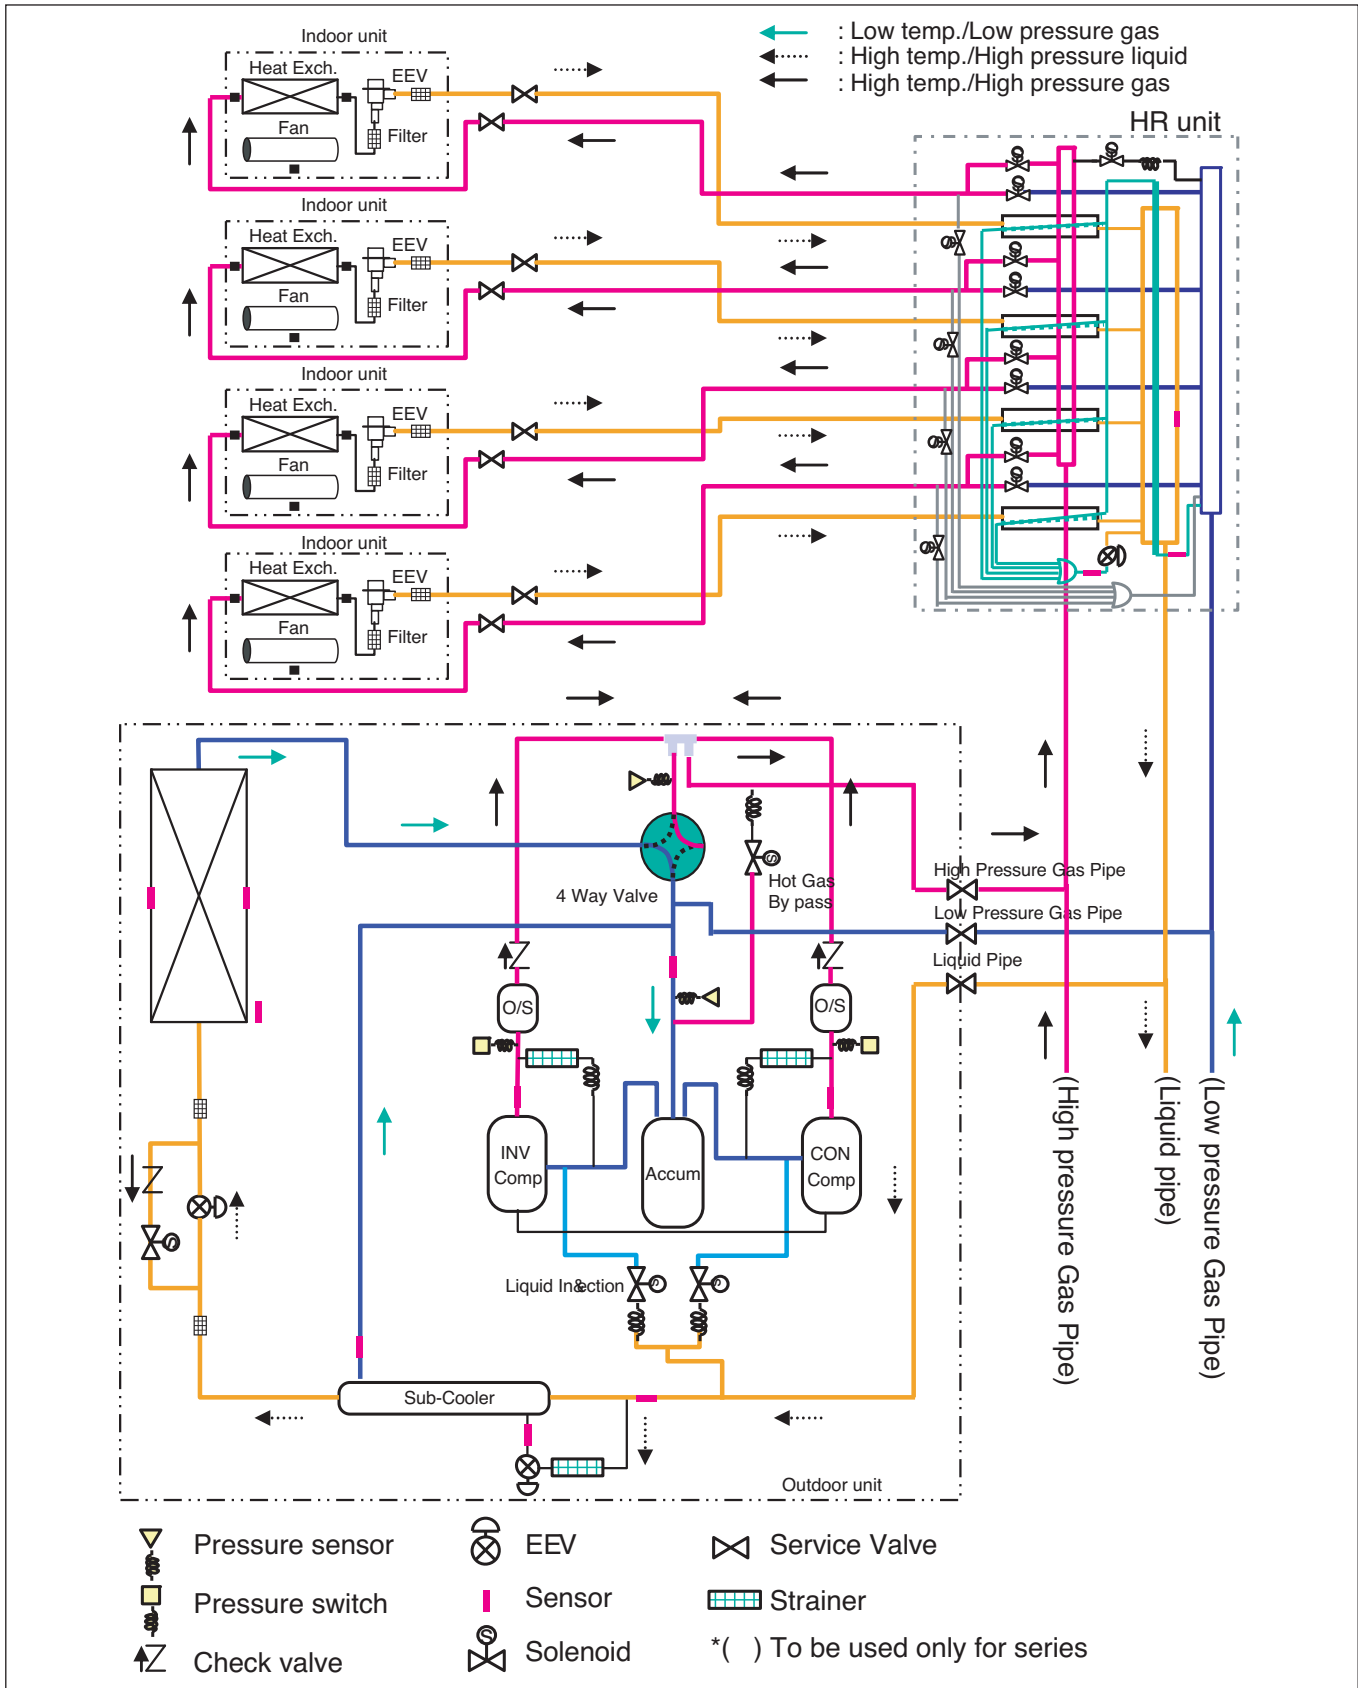 : Low temp./Low pressure gas
: High temp./High pressure liquid
: High temp./High pressure gas
HR unit
Indoor unit
Heat Exch.
EEV
Fan
Filter
Indoor unit
Heat Exch.
EEV
Fan
Filter
Indoor unit
Heat Exch.
EEV
Fan
Filter
Indoor unit
Heat Exch.
EEV
Fan
Filter
4 Way Valve
Hot Gas
By pass
High Pressure Gas Pipe
Low Pressure Gas Pipe
Liquid Pipe
O/S
O/S
INV
Comp
Accum
CON
Comp
(High pressure Gas Pipe)
(Liquid pipe)
(Low pressure Gas Pipe)
Sub-Cooler
Outdoor unit
Pressure sensor
EEV
Service Valve
Pressure switch
Sensor
Strainer
Check valve
S
Solenoid
*( ) To be used only for series